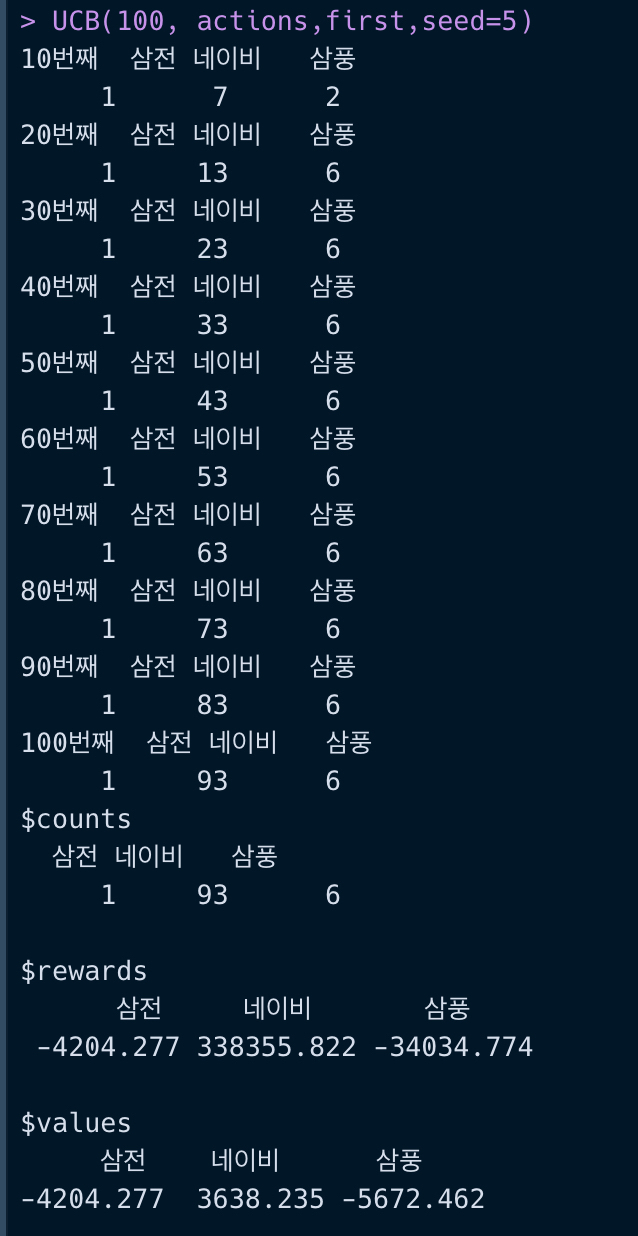 > UCB(100, actions,first,seed=5)
10번째 삼전 네이비 삼풍
1 7 2
20번째 삼전 네이비 삼풍
1 13 6
30번째 삼전 네이비 삼풍
1 23 6
40번째 삼전 네이비 삼풍
1 33 6
50번째 삼전 네이비 삼풍
1 43 6
60번째 삼전 네이비 삼풍
1 53 6
70번째 삼전 네이비 삼풍
1 63 6
80번째 삼전 네이비 삼풍
1 73 6
90번째 삼전 네이비 삼풍
1 83 6
100번째 삼전 네이비 삼풍
1 93 6
$counts
삼전 네이비 삼풍
1 93 6
$rewards
삼전 네이비 삼풍
-4204.277 338355.822 -34034.774
$values
삼전 네이비 삼풍
-4204.277 3638.235 -5672.462